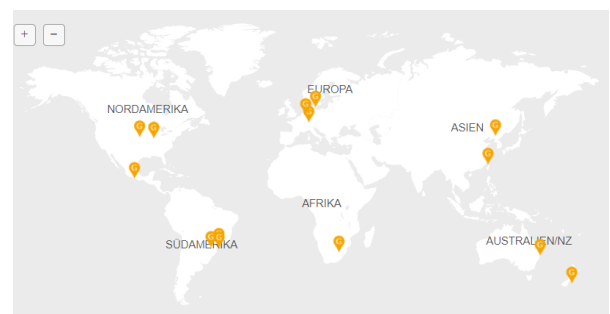 + −
EUROPA
NORDAMERIKA
ASIEN
AFRIKA
SÜDAMERIKA
AUSTRALIEN/NZ
G
G
G
G
G
G
G
G
G
G
G
G
G
G